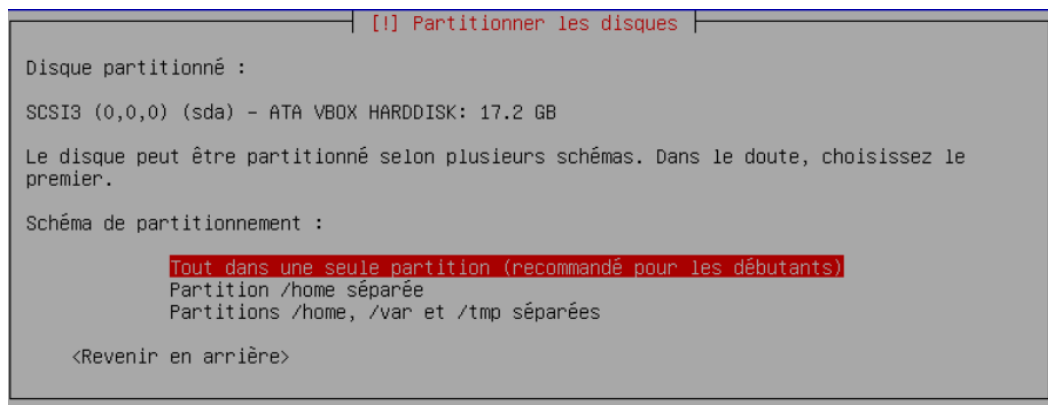 [!] Partitionner les disques
Disque partitionné :
SCSI3 (0,0,0) (sda) - ATA VBOX HARDDISK: 17.2 GB
Le disque peut être partitionné selon plusieurs schémas. Dans le doute, choisissez le
premier.
Schéma de partitionnement :
Tout dans une seule partition (recommandé pour les débutants)
Partition /home séparée
Partitions /home, /var et /tmp séparées
<Revenir en arrière>